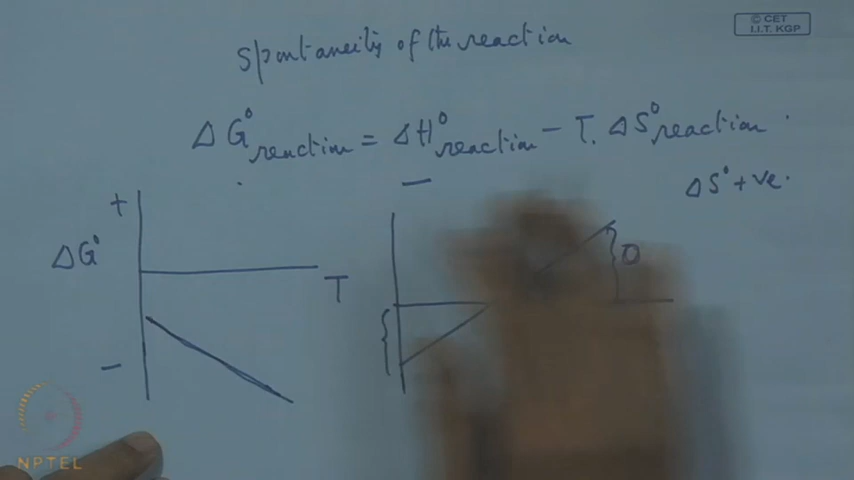 © CET
I.I.T. KGP
Spontaneity of the reaction
ΔG°reaction = ΔH°reaction - T. ΔS°reaction.
-
ΔS° +ve.
+
ΔG°
T
-
NPTEL